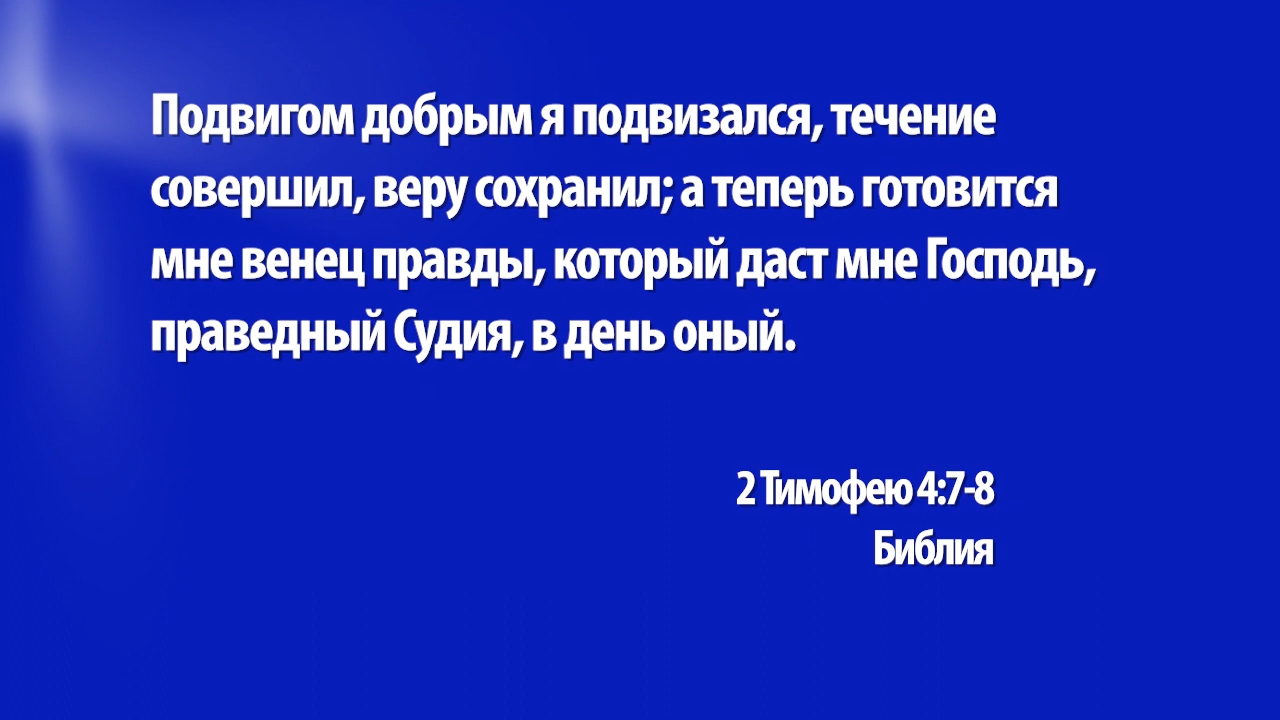 Подвигом добрым я подвизался, течение
совершил, веру сохранил; а теперь готовится
мне венец правды, который даст мне Господь,
праведный Судия, в день оный.
2 Тимофею 4:7-8
Библия